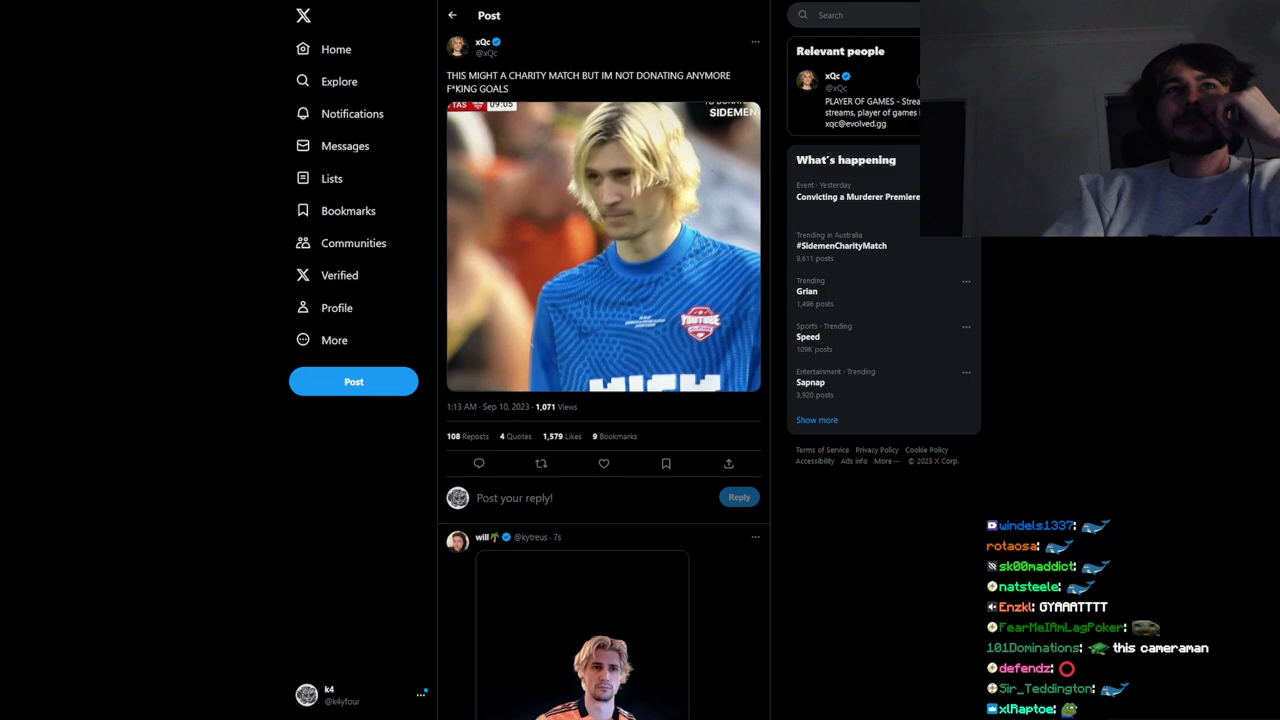 Post
xQc
@xQc
THIS MIGHT A CHARITY MATCH BUT IM NOT DONATING ANYMORE
F*KING GOALS
TAS 09:05
SIDEMEN
YOUTUBE
1:13 AM · Sep 10, 2023 · 1,071 Views
108 Reposts 4 Quotes 1,579 Likes 9 Bookmarks
Post your reply!
Reply
will🌴 @kytreus · 7s
Home
Explore
Notifications
Messages
Lists
Bookmarks
Communities
Verified
Profile
More
Post
k4
@k4yfour
Search
Relevant people
xQc
@xQc
PLAYER OF GAMES - Strea
streams, player of games
xqc@evolved.gg
What's happening
Event · Yesterday
Convicting a Murderer Premiere
Trending in Australia
#SidemenCharityMatch
9,611 posts
Trending
Grian
1,496 posts
Sports · Trending
Speed
109K posts
Entertainment · Trending
Sapnap
3,920 posts
Show more
Terms of Service Privacy Policy Cookie Policy
Accessibility Ads info More ··· © 2023 X Corp.
windels1337: 🐋
rotaosa: 🐋
sk00maddict: 🐋
natsteele: 🐋
Enzkl: GYAAATTTT
FearMeIAmLagPoker:
101Dominations: this cameraman
defendz: ⭕
Sir_Teddington: 🐋
xlRaptoe: